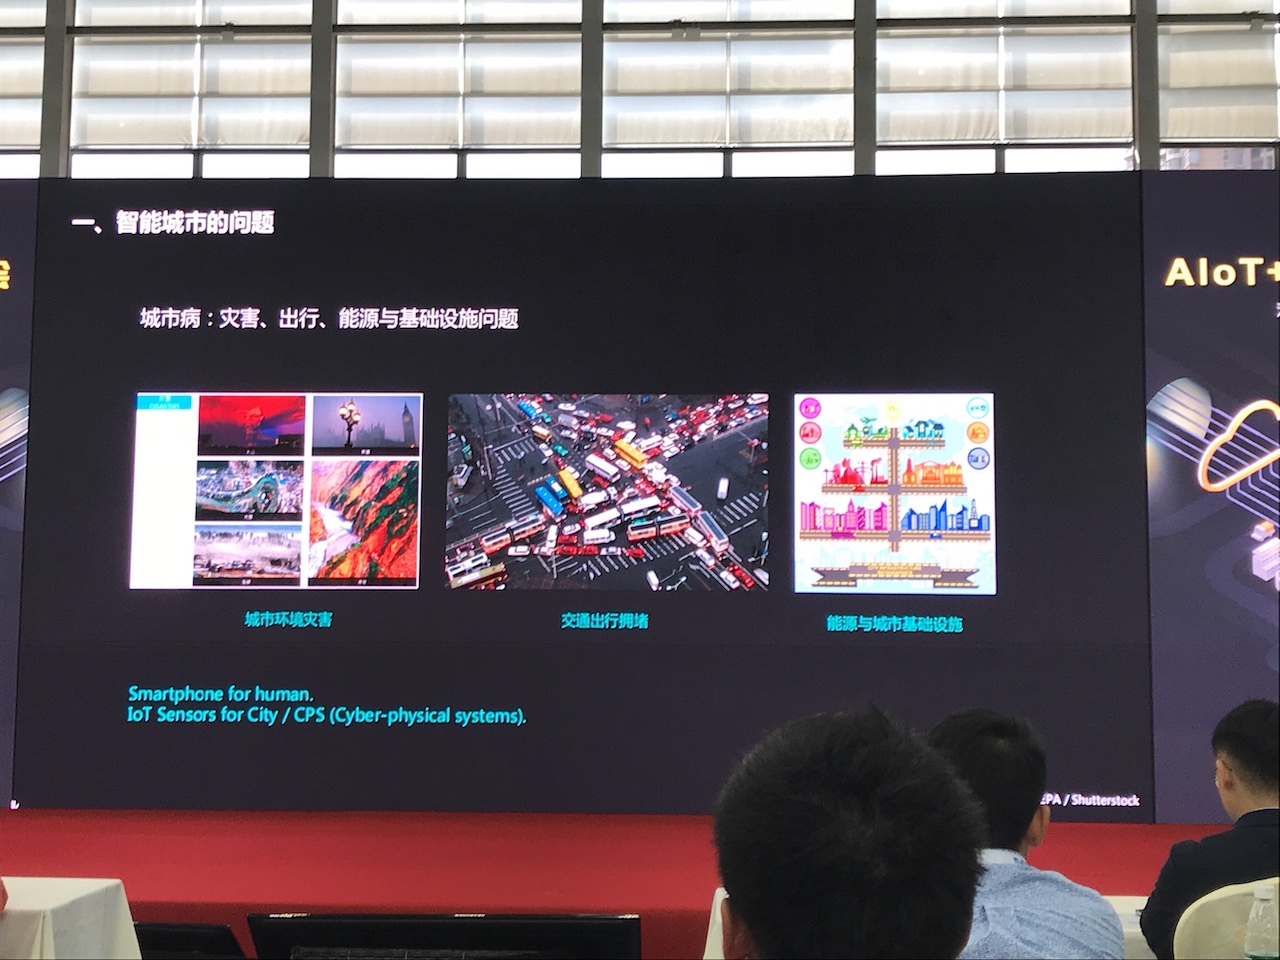 一、智能城市的问题
城市病：灾害、出行、能源与基础设施问题
AIoT+
城市环境灾害
交通出行拥堵
能源与城市基础设施
Smartphone for human.
IoT Sensors for City / CPS (Cyber-physical systems).
EPA / Shutterstock